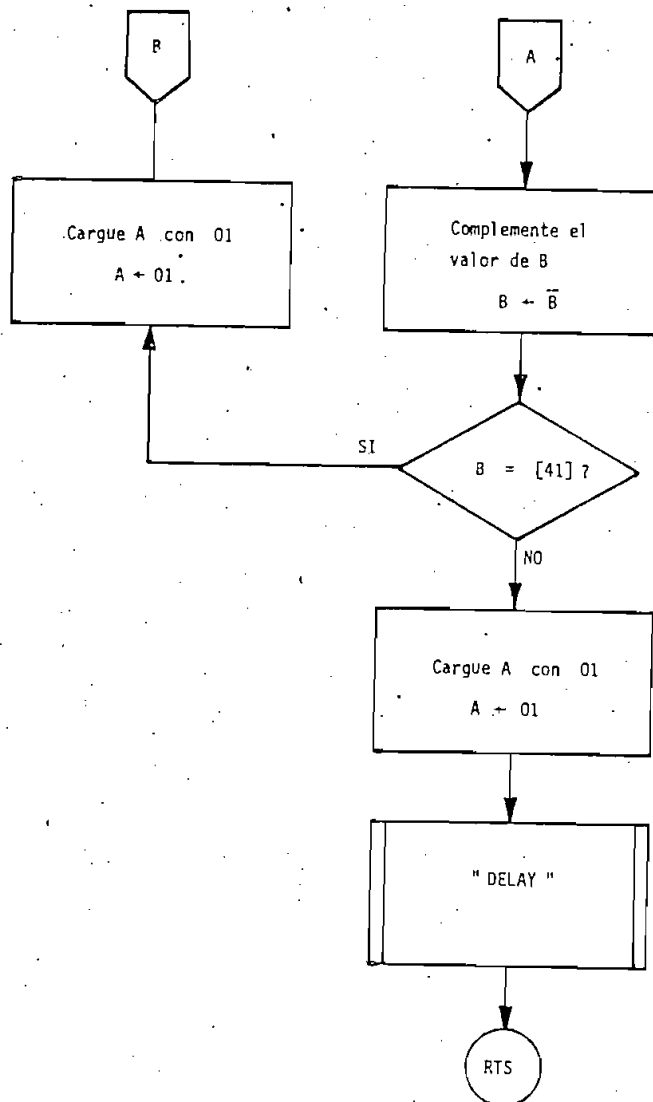 B
A
Cargue A con 01
A ← 01.
Complemente el
valor de B
B ← B̅
SI
B = [41] ?
NO
Cargue A con 01
A ← 01
" DELAY "
RTS